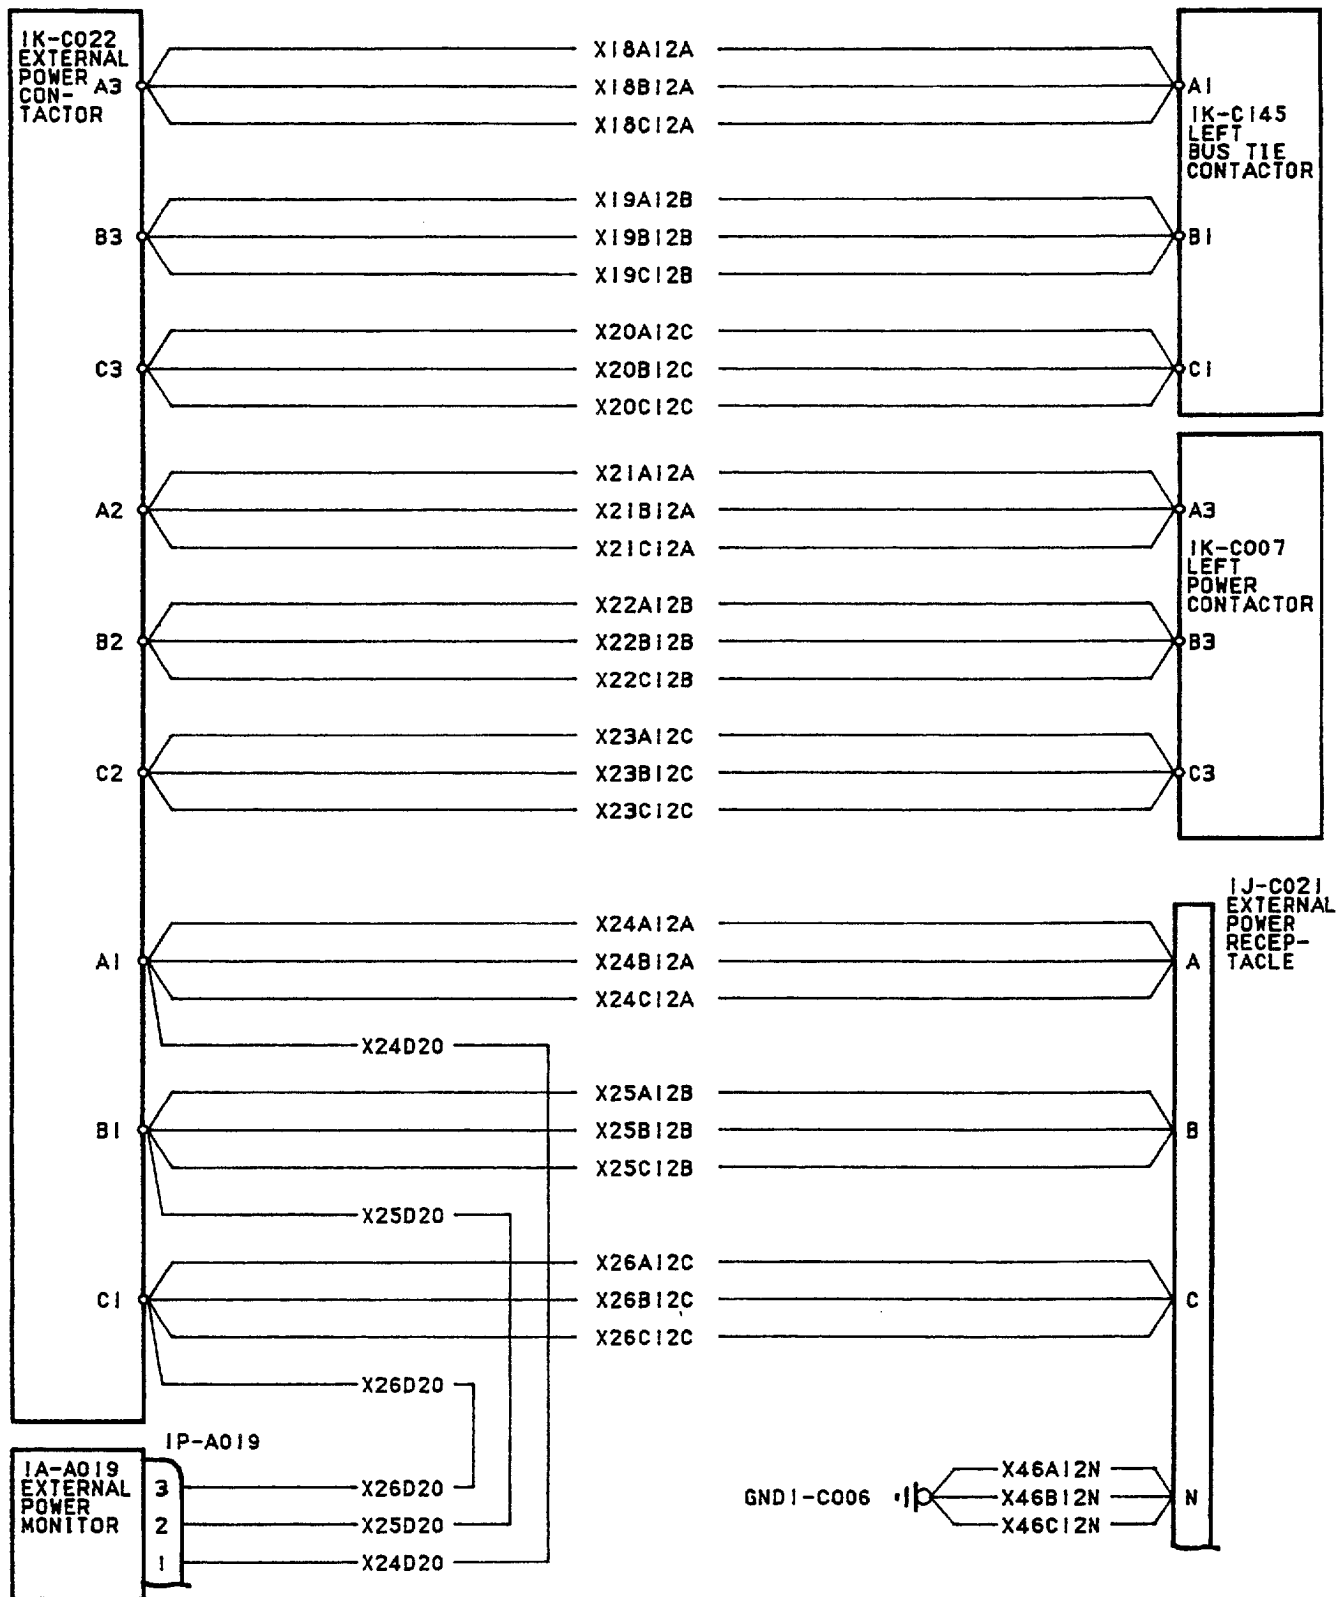 1K-C022
EXTERNAL
POWER
CON-
TACTOR
A3
X18A12A
X18B12A
X18C12A
A1
1K-C145
LEFT
BUS TIE
CONTACTOR
B3
X19A12B
X19B12B
X19C12B
B1
C3
X20A12C
X20B12C
X20C12C
C1
A2
X21A12A
X21B12A
X21C12A
A3
1K-C007
LEFT
POWER
CONTACTOR
B2
X22A12B
X22B12B
X22C12B
B3
C2
X23A12C
X23B12C
X23C12C
C3
1J-C021
EXTERNAL
POWER
RECEP-
TACLE
A1
X24A12A
X24B12A
X24C12A
A
X24D20
B1
X25A12B
X25B12B
X25C12B
B
X25D20
C1
X26A12C
X26B12C
X26C12C
C
X26D20
1P-A019
1A-A019
EXTERNAL
POWER
MONITOR
3
X26D20
2
X25D20
1
X24D20
GND1-C006
X46A12N
X46B12N
X46C12N
N